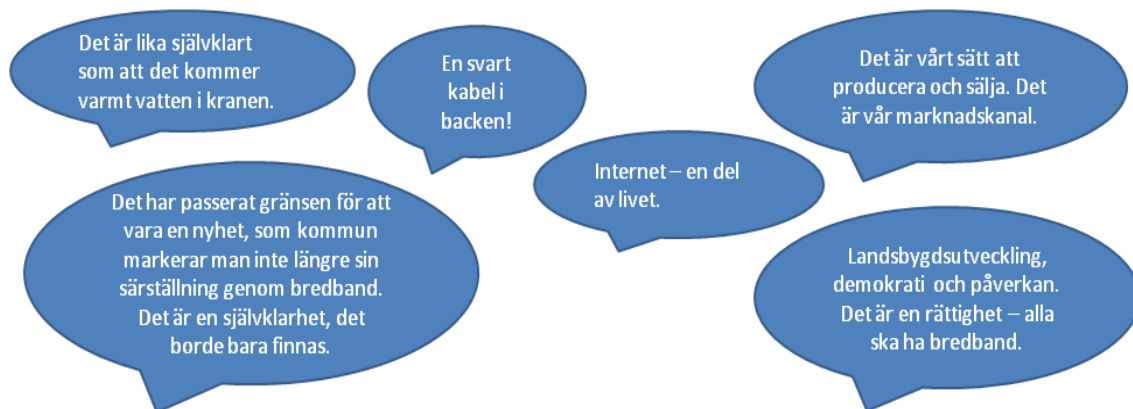 Det är lika självklart
som att det kommer
varmt vatten i kranen.
En svart
kabel i
backen!
Det är vårt sätt att
producera och sälja. Det
är vår marknadskanal.
Internet – en del
av livet.
Det har passerat gränsen för att
vara en nyhet, som kommun
markerar man inte längre sin
särställning genom bredband.
Det är en självklarhet, det
borde bara finnas.
Landsbygdsutveckling,
demokrati och påverkan.
Det är en rättighet – alla
ska ha bredband.